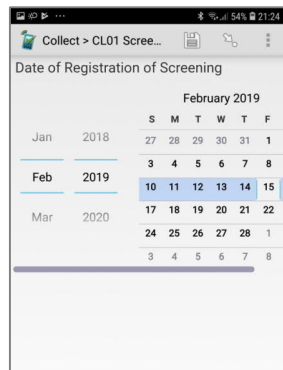 54% 21:24
Collect > CL01 Scree...
Date of Registration of Screening
February 2019
S M T W T F
Jan 2018 27 28 29 30 31 1
3 4 5 6 7 8
Feb 2019 10 11 12 13 14 15
Mar 2020 17 18 19 20 21 22
24 25 26 27 28 1
3 4 5 6 7 8